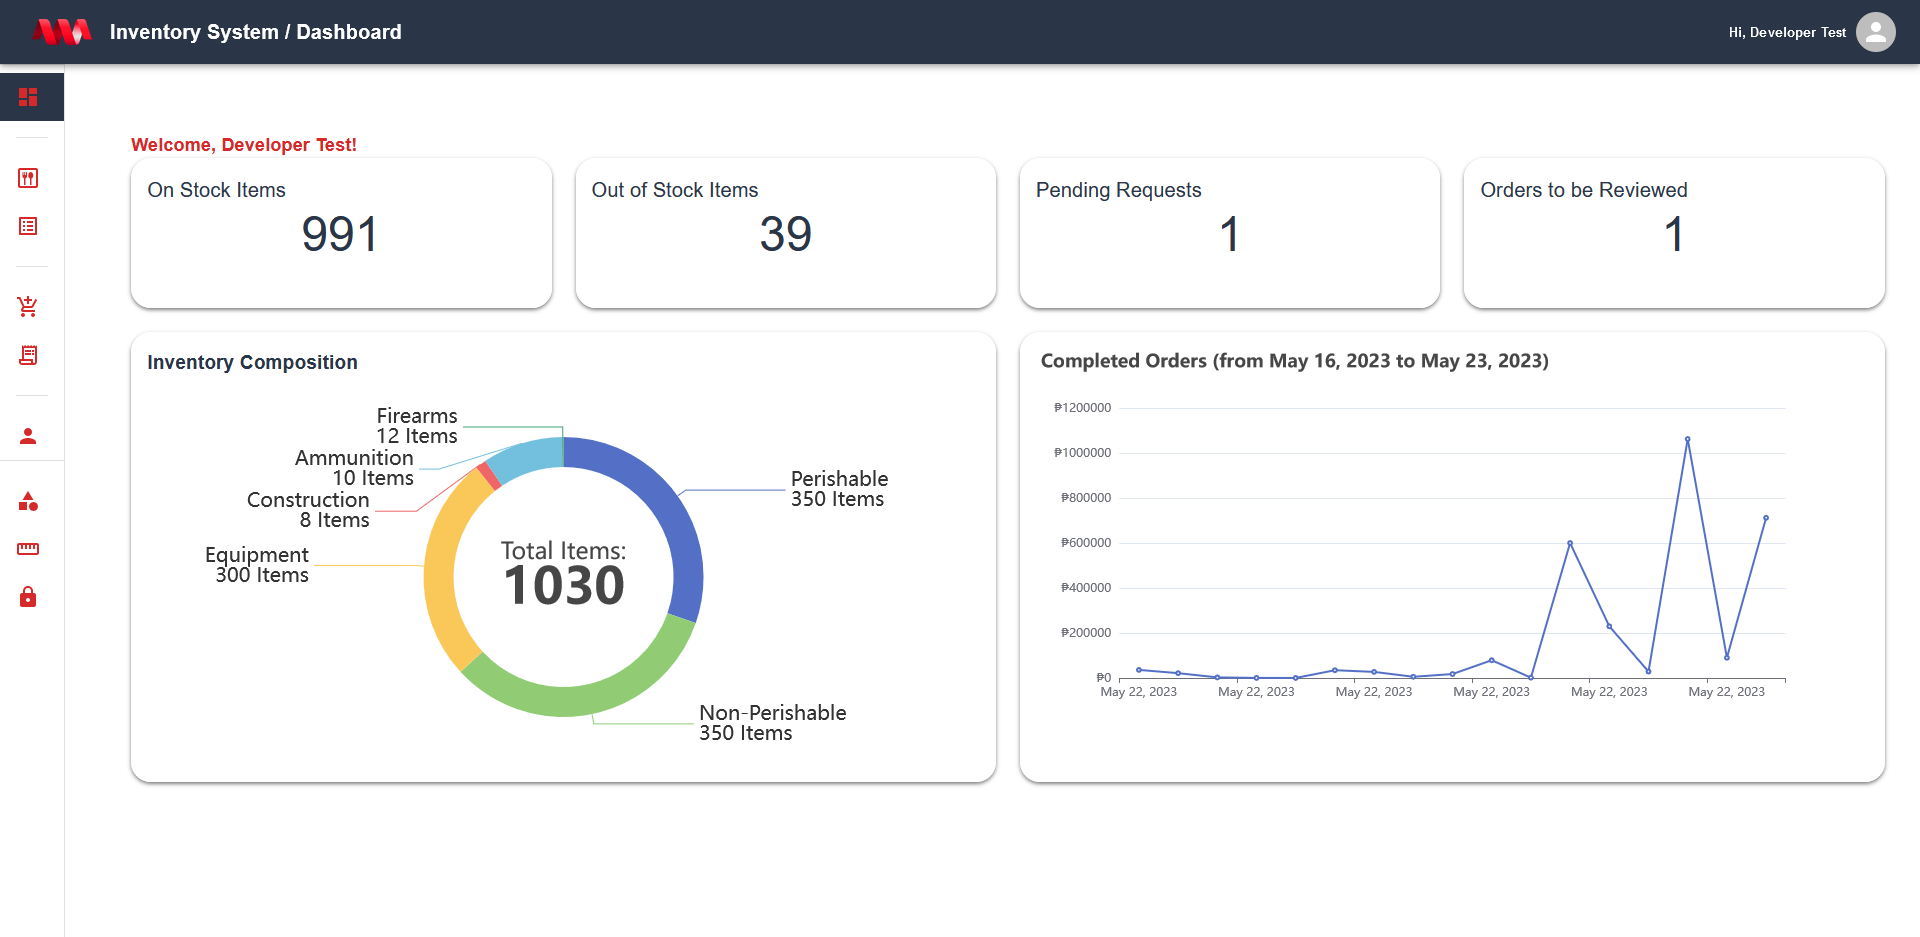 Inventory System / Dashboard
Hi, Developer Test
Welcome, Developer Test!
On Stock Items
991
Out of Stock Items
39
Pending Requests
1
Orders to be Reviewed
1
Inventory Composition
Firearms
12 Items
Ammunition
10 Items
Construction
8 Items
Equipment
300 Items
Perishable
350 Items
Non-Perishable
350 Items
Total Items:
1030
Completed Orders (from May 16, 2023 to May 23, 2023)
₱1200000
₱1000000
₱800000
₱600000
₱400000
₱200000
₱0
May 22, 2023 May 22, 2023 May 22, 2023 May 22, 2023 May 22, 2023 May 22, 2023